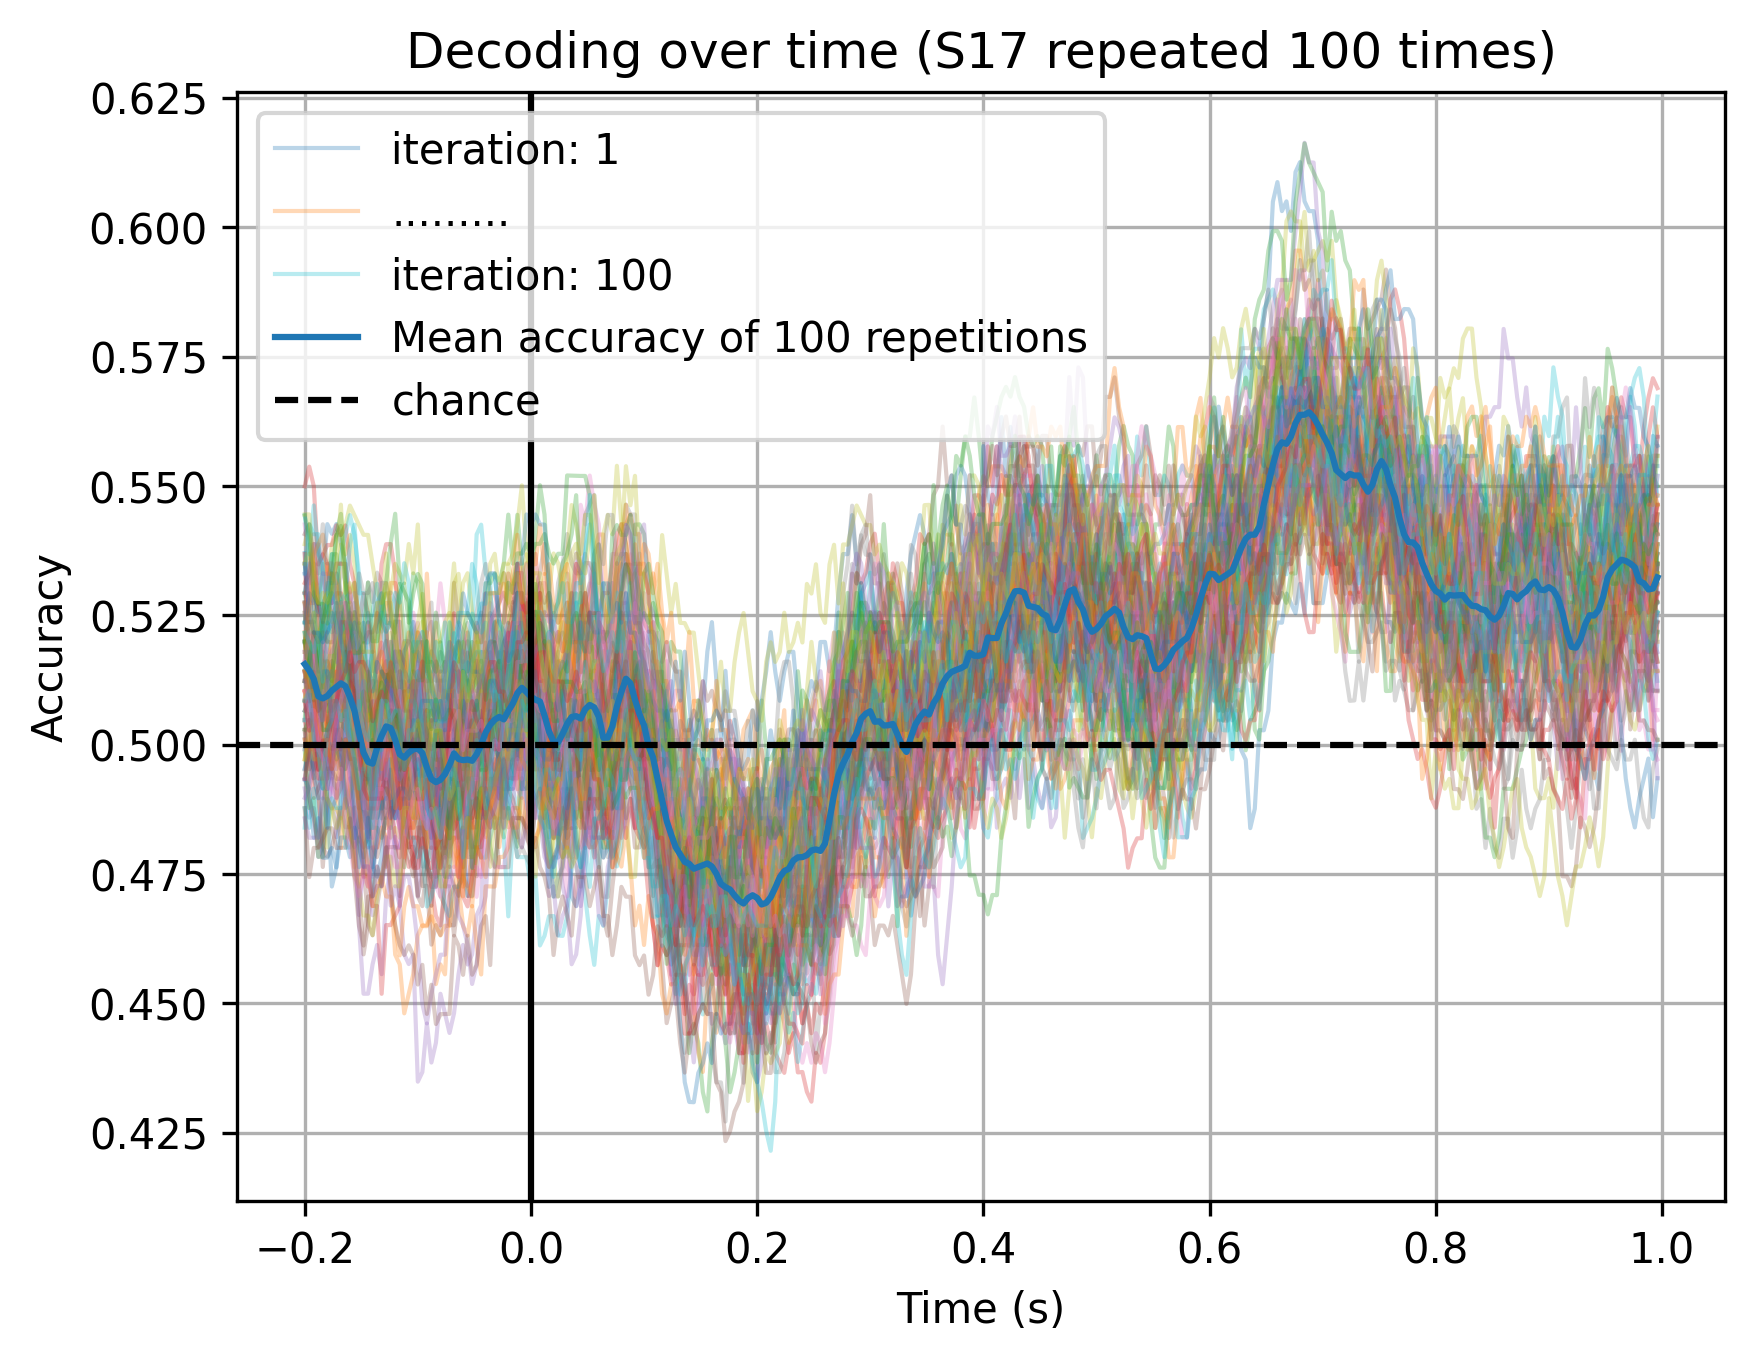 Decoding over time (S17 repeated 100 times)
0.625
0.600
0.575
0.550
0.525
0.500
0.475
0.450
0.425
Accuracy
iteration: 1
.........
iteration: 100
Mean accuracy of 100 repetitions
chance
−0.2 0.0 0.2 0.4 0.6 0.8 1.0
Time (s)